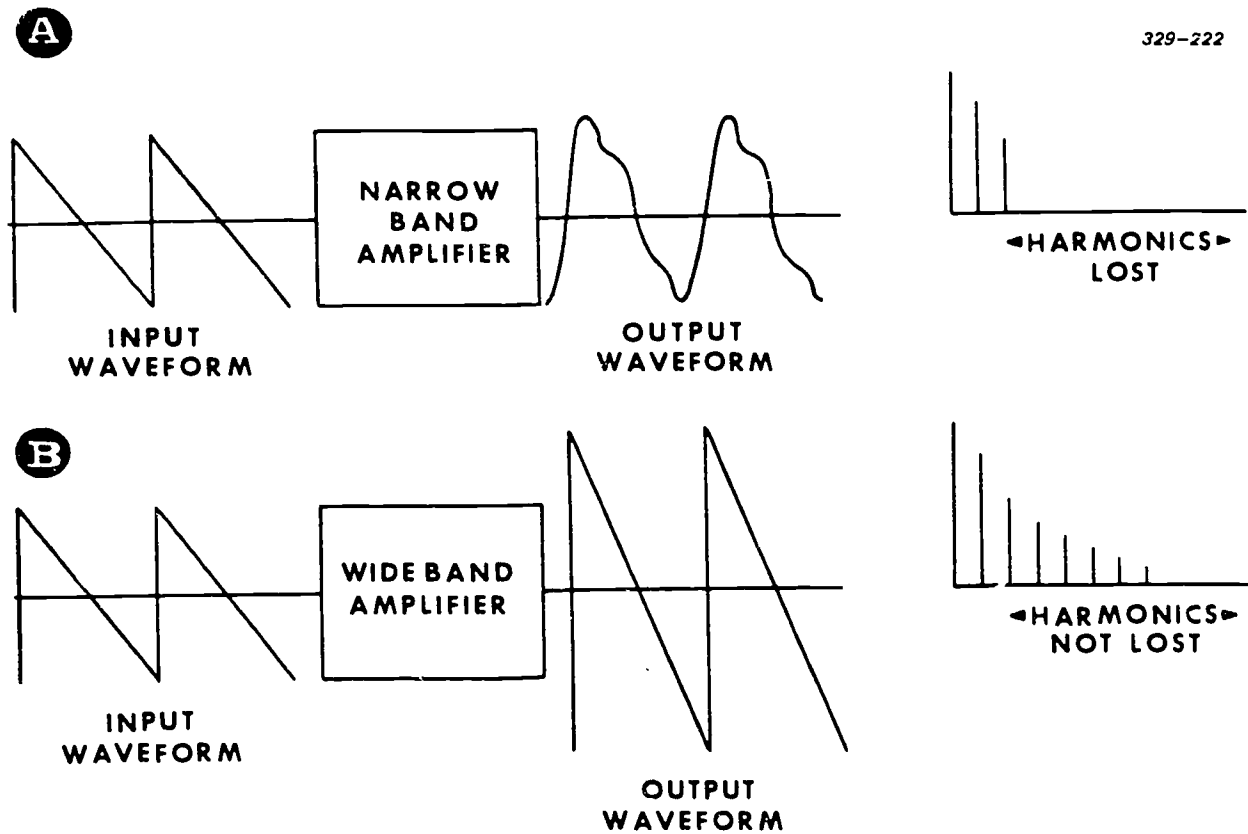 A
329-222
NARROW
BAND
AMPLIFIER
INPUT
WAVEFORM
OUTPUT
WAVEFORM
◄HARMONICS►
LOST
B
WIDE BAND
AMPLIFIER
INPUT
WAVEFORM
OUTPUT
WAVEFORM
◄HARMONICS►
NOT LOST